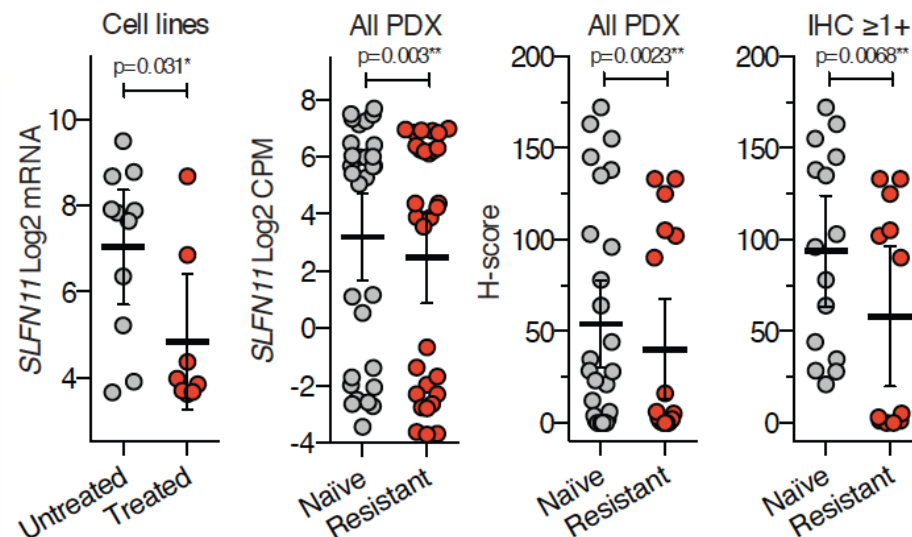 Cell lines
p=0.031*
SLFN11 Log2 mRNA
10
8
6
4
Untreated
Treated
All PDX
p=0.003**
SLFN11 Log2 CPM
8
6
4
2
0
-2
-4
Naïve
Resistant
All PDX
p=0.0023**
H-score
200
150
100
50
0
Naïve
Resistant
IHC ≥1+
p=0.0068**
200
150
100
50
0
Naïve
Resistant